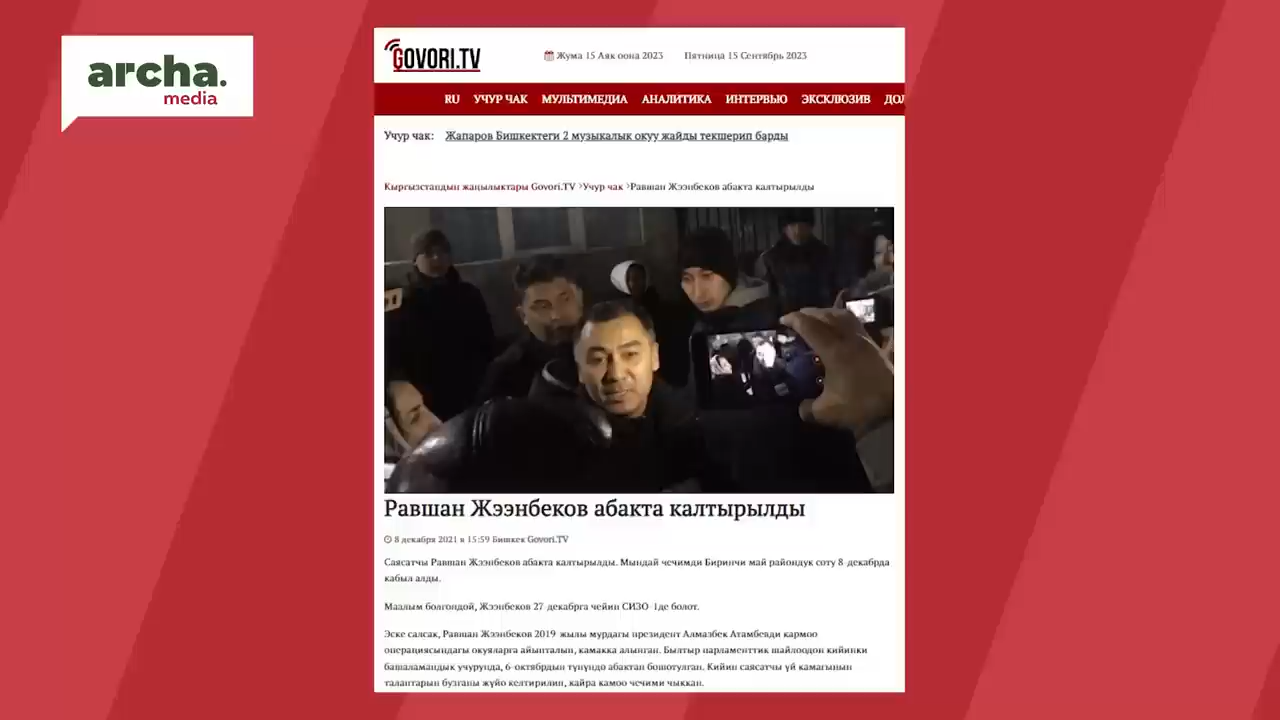 archa.
media
GOVORI.TV
Жума 15 Аяк оона 2023 Пятница 15 Сентябрь 2023
RU УЧУР ЧАК МУЛЬТИМЕДИА АНАЛИТИКА ИНТЕРВЬЮ ЭКСКЛЮЗИВ ДОЛ
Учур чак: Жапаров Бишкектеги 2 музыкалык окуу жайды текшерип барды
Кыргызстандын жаңылыктары Govori.TV › Учур чак › Равшан Жээнбеков абакта калтырылды
Равшан Жээнбеков абакта калтырылды
8 декабря 2021 в 15:59 Бишкек Govori.TV
Саясатчы Равшан Жээнбеков абакта калтырылды. Мындай чечимди Биринчи май райондук соту 8-декабрда
кабыл алды.
Маалым болгондой, Жээнбеков 27-декабрга чейин СИЗО-1де болот.
Эске салсак, Равшан Жээнбеков 2019-жылы мурдагы президент Алмазбек Атамбевди кармоо
операциясындагы окуяларга айыпталып, камакка алынган. Былтыр парламенттик шайлоодон кийинки
башаламандык учурунда, 6-октябрдын түнүндө абактан бошотулган. Кийин саясатчы үй камагынын
талаптарын бузганы жүйө келтирилип, кайра камоо чечими чыккан.